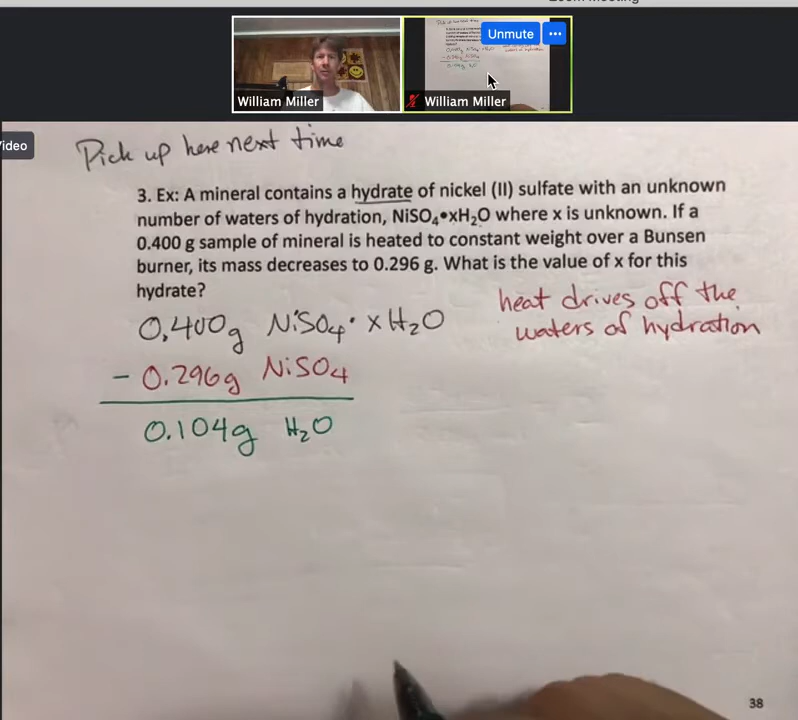 Unmute
William Miller
William Miller
ideo
Pick up here next time
3. Ex: A mineral contains a hydrate of nickel (II) sulfate with an unknown
number of waters of hydration, NiSO₄•xH₂O where x is unknown. If a
0.400 g sample of mineral is heated to constant weight over a Bunsen
burner, its mass decreases to 0.296 g. What is the value of x for this
hydrate?
heat drives off the
waters of hydration
0.400g NiSO₄· xH₂O
- 0.296g NiSO₄
0.104g H₂O
38